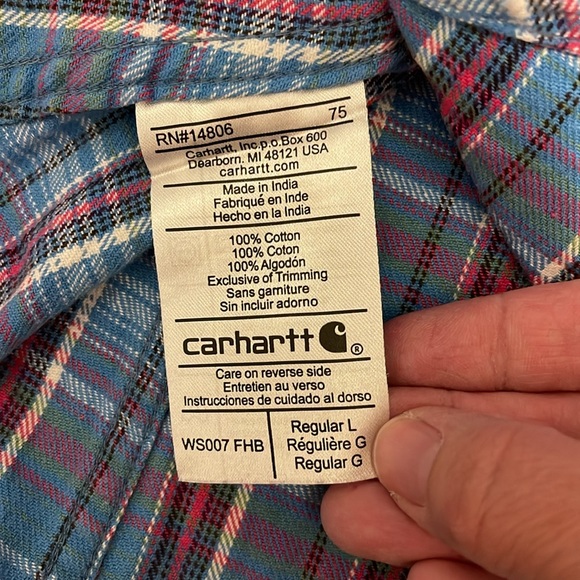 RN#14806 75
Carhartt, Inc.p.o.Box 600
Dearborn, MI 48121 USA
carhartt.com
Made in India
Fabriqué en Inde
Hecho en la India
100% Cotton
100% Coton
100% Algodón
Exclusive of Trimming
Sans garniture
Sin incluir adorno
carhartt ®
Care on reverse side
Entretien au verso
Instrucciones de cuidado al dorso
WS007 FHB
Regular L
Régulière G
Regular G